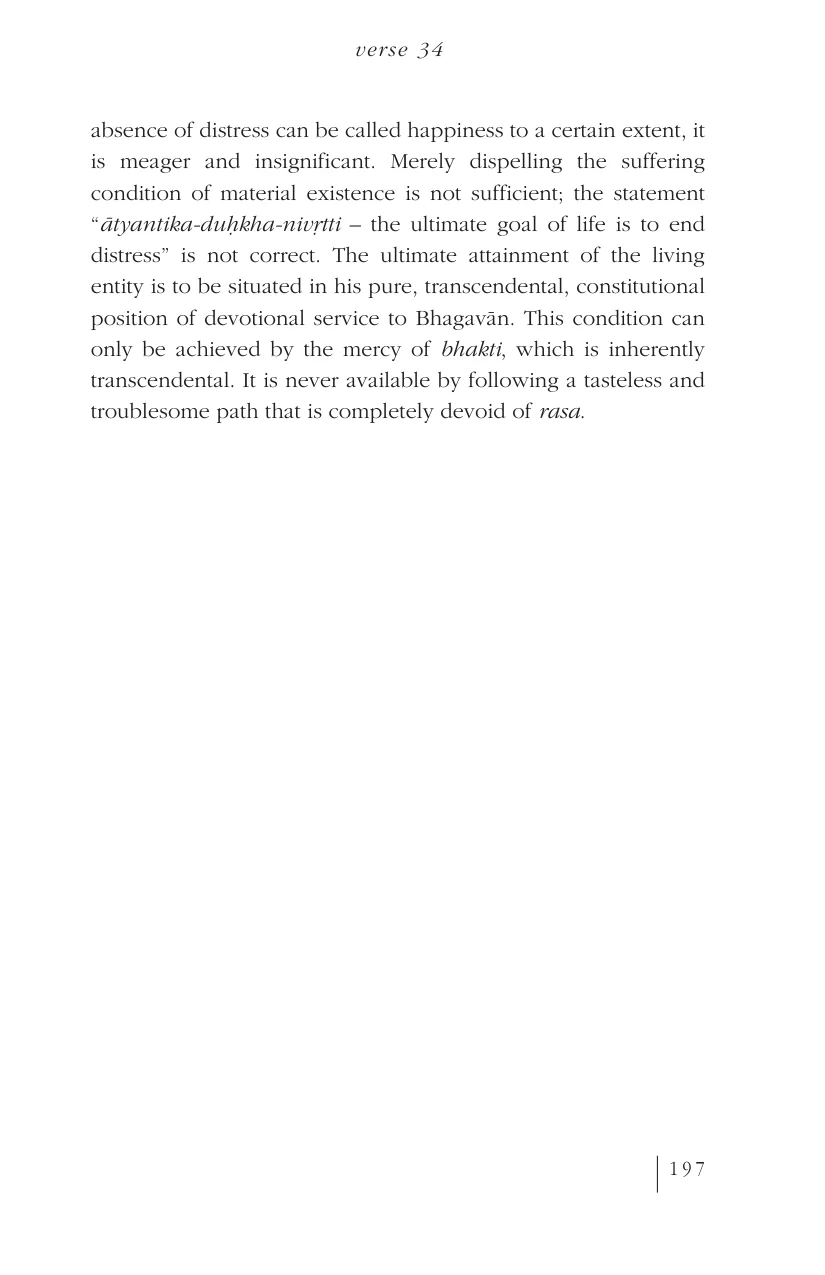 verse 34
absence of distress can be called happiness to a certain extent, it
is meager and insignificant. Merely dispelling the suffering
condition of material existence is not sufficient; the statement
“ātyantika-duḥkha-nivṛtti – the ultimate goal of life is to end
distress” is not correct. The ultimate attainment of the living
entity is to be situated in his pure, transcendental, constitutional
position of devotional service to Bhagavān. This condition can
only be achieved by the mercy of bhakti, which is inherently
transcendental. It is never available by following a tasteless and
troublesome path that is completely devoid of rasa.
197